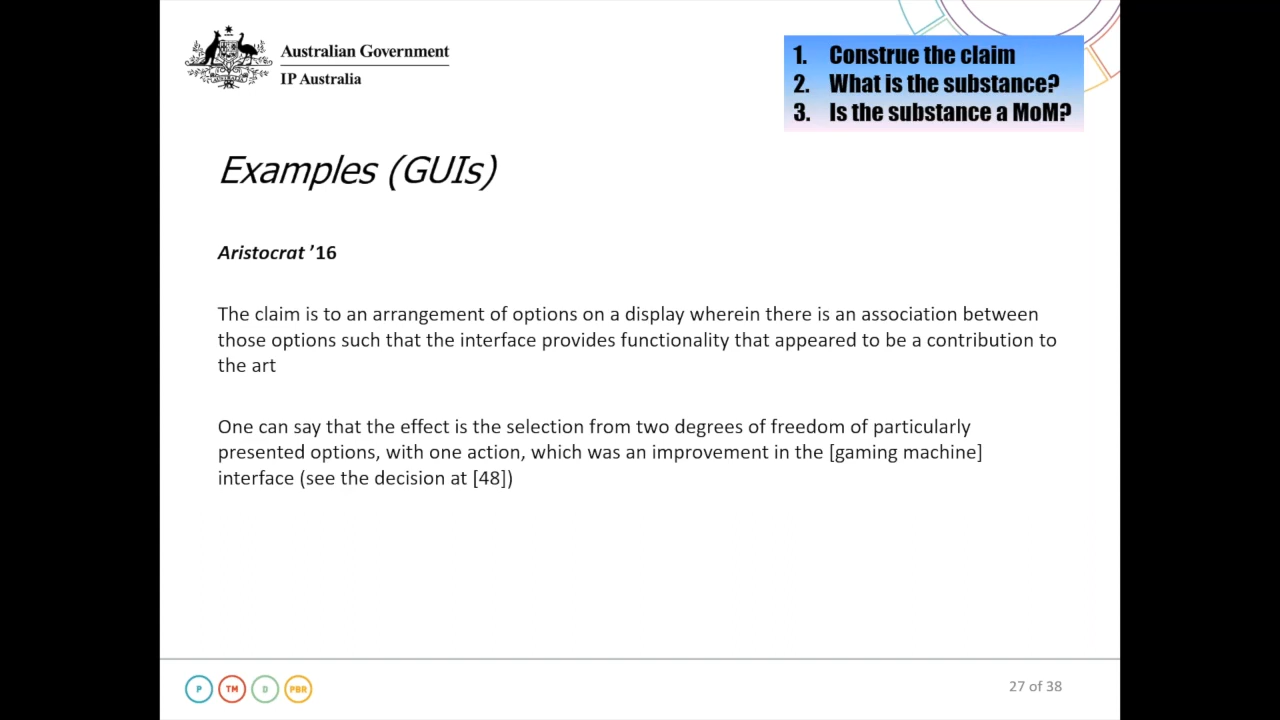 Australian Government
IP Australia
1. Construe the claim
2. What is the substance?
3. Is the substance a MoM?
Examples (GUIs)
Aristocrat ’16
The claim is to an arrangement of options on a display wherein there is an association between
those options such that the interface provides functionality that appeared to be a contribution to
the art
One can say that the effect is the selection from two degrees of freedom of particularly
presented options, with one action, which was an improvement in the [gaming machine]
interface (see the decision at [48])
P TM D PBR
27 of 38